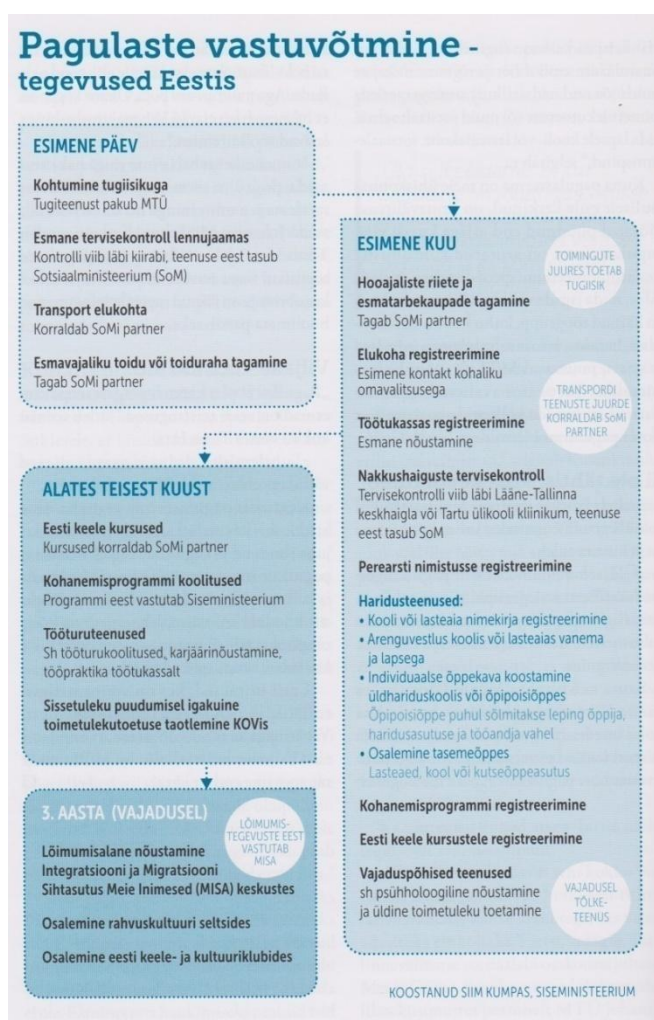 Pagulaste vastuvõtmine -
tegevused Eestis
ESIMENE PÄEV
Kohtumine tugiisikuga
Tugiteenust pakub MTÜ
Esmane tervisekontroll lennujaamas
Kontrolli viib läbi kiirabi, teenuse eest tasub
Sotsiaalministeerium (SoM)
Transport elukohta
Korraldab SoMi partner
Esmavajaliku toidu või toiduraha tagamine
Tagab SoMi partner
ESIMENE KUU
TOIMINGUTE
JUURES TOETAB
TUGIISIK
Hooajaliste riiete ja
esmatarbekaupade tagamine
Tagab SoMi partner
Elukoha registreerimine
Esimene kontakt kohaliku
omavalitsusega
TRANSPORDI
TEENUSTE JUURDE
KORRALDAB SoMi
PARTNER
Töötukassas registreerimine
Esmane nõustamine
Nakkushaiguste tervisekontroll
Tervisekontrolli viib läbi Lääne-Tallinna
keskhaigla või Tartu ülikooli kliinikum, teenuse
eest tasub SoM
Perearsti nimistusse registreerimine
Haridusteenused:
• Kooli või lasteaia nimekirja registreerimine
• Arenguvestlus koolis või lasteaias vanema
ja lapsega
• Individuaalse õppekava koostamine
üldhariduskoolis või õpipoisiõppes
Õpipoisiõppe puhul sõlmitakse leping õppija,
haridusasutuse ja tööandja vahel
• Osalemine tasemeõppes
Lasteaed, kool või kutseõppeasutus
Kohanemisprogrammi registreerimine
Eesti keele kursustele registreerimine
Vajaduspõhised teenused
sh psühholoogiline nõustamine
ja üldine toimetuleku toetamine
VAJADUSEL
TÕLKE-
TEENUS
ALATES TEISEST KUUST
Eesti keele kursused
Kursused korraldab SoMi partner
Kohanemisprogrammi koolitused
Programmi eest vastutab Siseministeerium
Tööturuteenused
Sh tööturukoolitused, karjäärinõustamine,
tööpraktika töötukassalt
Sissetuleku puudumisel igakuine
toimetulekutoetuse taotlemine KOVis
3. AASTA (VAJADUSEL)
LÕIMUMIS-
TEGEVUSTE EEST
VASTUTAB
MISA
Lõimumisalane nõustamine
Integratsiooni ja Migratsiooni
Sihtasutus Meie Inimesed (MISA) keskustes
Osalemine rahvuskultuuri seltsides
Osalemine eesti keele- ja kultuuriklubides
KOOSTANUD SIIM KUMPAS, SISEMINISTEERIUM